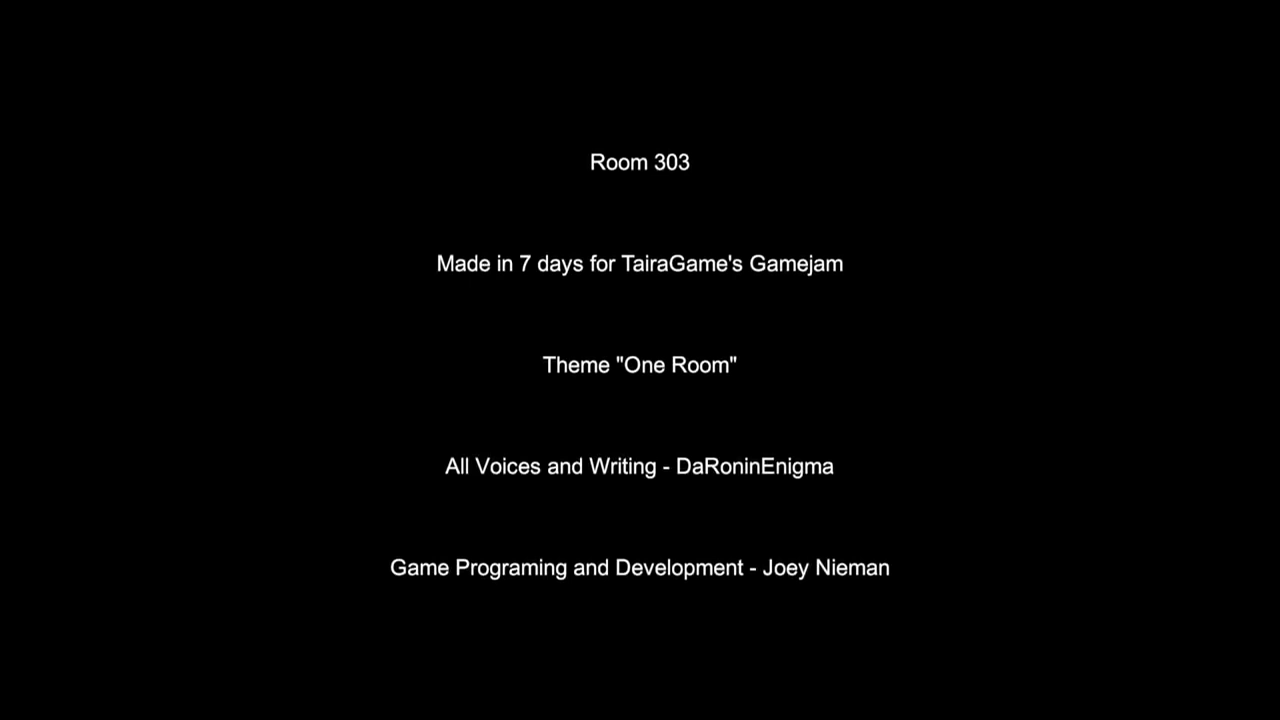 Room 303
Made in 7 days for TairaGame's Gamejam
Theme "One Room"
All Voices and Writing - DaRoninEnigma
Game Programing and Development - Joey Nieman